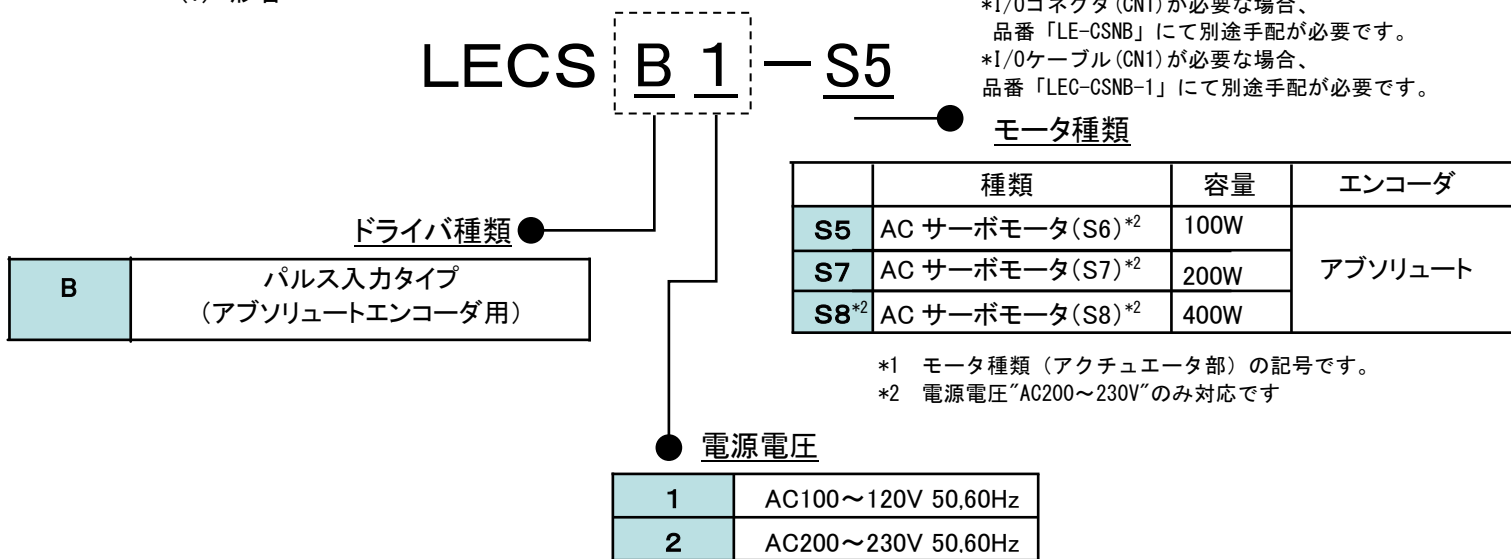 *I/Oコネクタ(CN1)が必要な場合、
品番「LE-CSNB」にて別途手配が必要です。
*I/Oケーブル(CN1)が必要な場合、
品番「LEC-CSNB-1」にて別途手配が必要です。
LECS B 1 － S5
モータ種類
種類 容量 エンコーダ
S5 AC サーボモータ(S6)*2 100W
S7 AC サーボモータ(S7)*2 200W
S8*2 AC サーボモータ(S8)*2 400W
アブソリュート
*1 モータ種類（アクチュエータ部）の記号です。
*2 電源電圧"AC200～230V"のみ対応です
ドライバ種類
B パルス入力タイプ
（アブソリュートエンコーダ用）
電源電圧
1 AC100～120V 50,60Hz
2 AC200～230V 50,60Hz